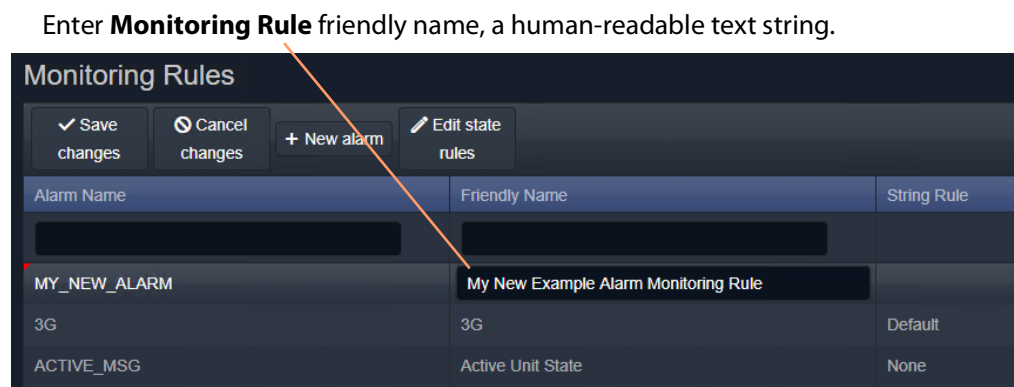 Enter Monitoring Rule friendly name, a human-readable text string.
Monitoring Rules
Save changes
Cancel changes
+ New alarm
Edit state rules
Alarm Name Friendly Name String Rule
MY_NEW_ALARM My New Example Alarm Monitoring Rule
3G 3G Default
ACTIVE_MSG Active Unit State None